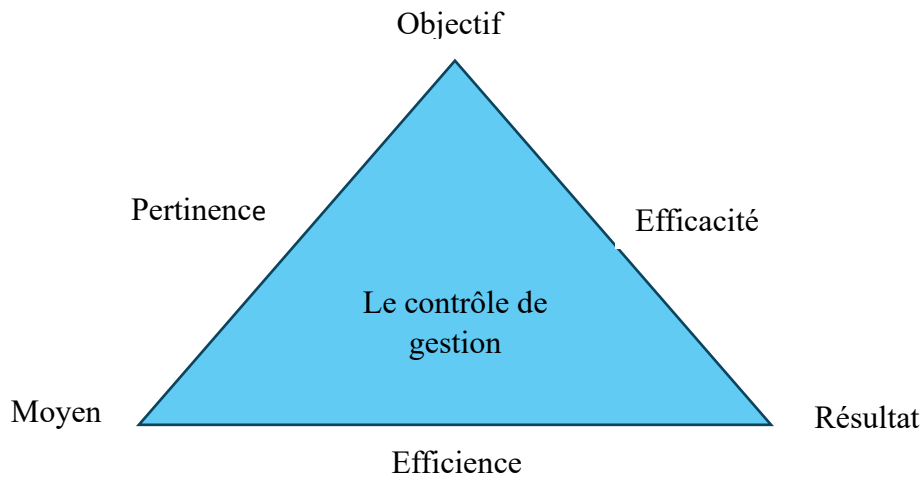 Objectif
Pertinence
Efficacité
Le contrôle de
gestion
Moyen
Résultat
Efficience